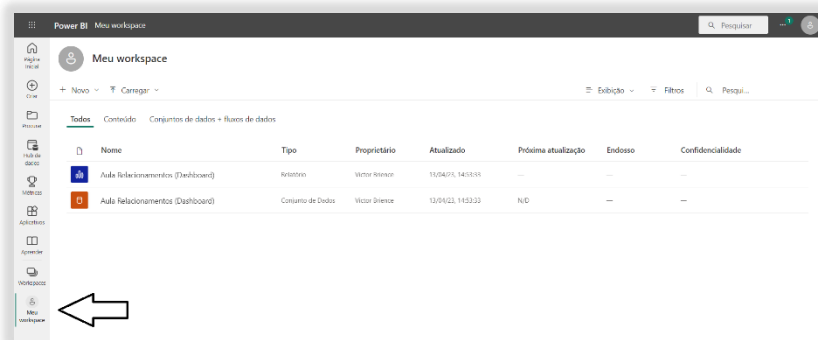 Power BI Meu workspace
Pesquisar
1
Página inicial
Criar
Procurar
Hub de dados
Métricas
Aplicativos
Aprender
Workspaces
Meu workspace
Meu workspace
+ Novo Carregar
Exibição Filtros Pesqui...
Todos Conteúdo Conjuntos de dados + fluxos de dados
Nome Tipo Proprietário Atualizado Próxima atualização Endosso Confidencialidade
Aula Relacionamentos (Dashboard) Relatório Victor 13/04/23, 14:53:33 — — —
Aula Relacionamentos (Dashboard) Conjunto de Dados Victor 13/04/23, 14:53:33 N/D — —